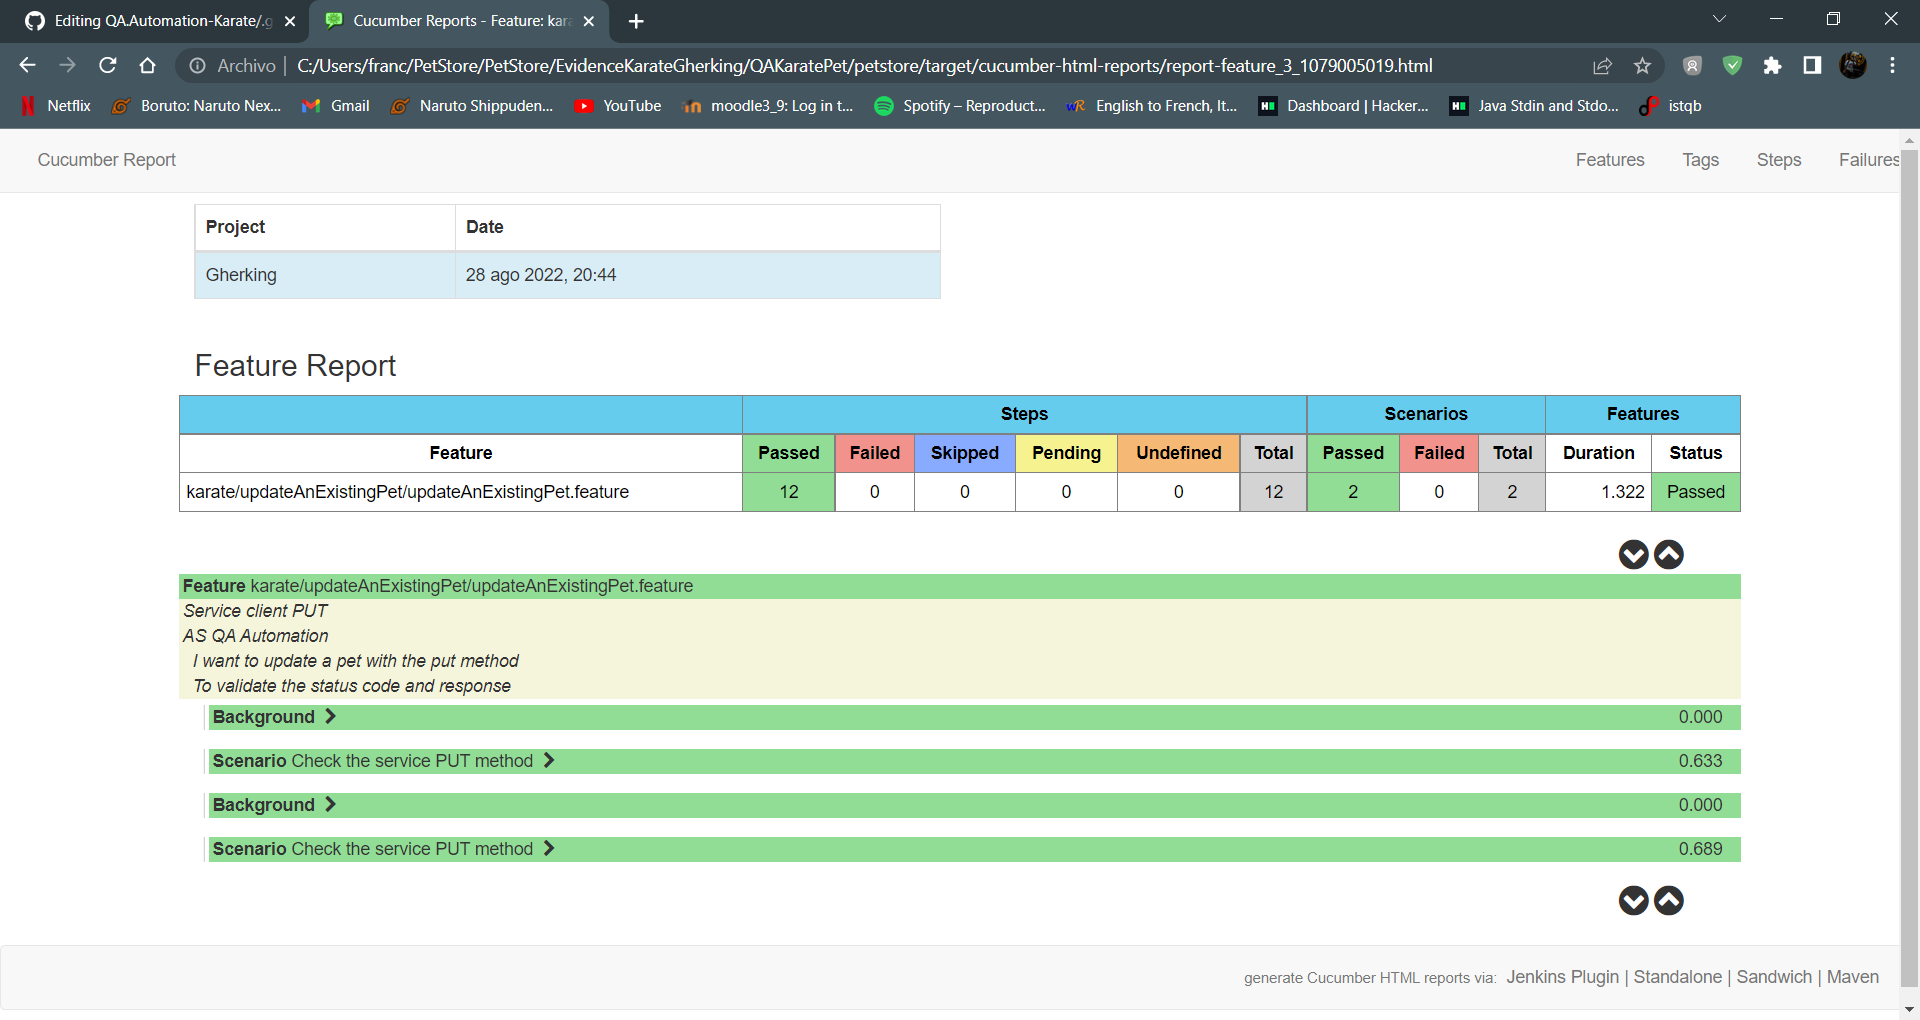 Editing QA.Automation-Karate/.g
Cucumber Reports - Feature: kara
Archivo
C:/Users/franc/PetStore/PetStore/EvidenceKarateGherking/QAKaratePet/petstore/target/cucumber-html-reports/report-feature_3_1079005019.html
Netflix Boruto: Naruto Nex... Gmail Naruto Shippuden... YouTube moodle3_9: Log in t... Spotify – Reproduct... English to French, It... Dashboard | Hacker... Java Stdin and Stdo... istqb
Cucumber Report Features Tags Steps Failures
Project Date
Gherking 28 ago 2022, 20:44
Feature Report
Steps Scenarios Features
Feature Passed Failed Skipped Pending Undefined Total Passed Failed Total Duration Status
karate/updateAnExistingPet/updateAnExistingPet.feature 12 0 0 0 0 12 2 0 2 1.322 Passed
Feature karate/updateAnExistingPet/updateAnExistingPet.feature
Service client PUT
AS QA Automation
I want to update a pet with the put method
To validate the status code and response
Background 0.000
Scenario Check the service PUT method 0.633
Background 0.000
Scenario Check the service PUT method 0.689
generate Cucumber HTML reports via: Jenkins Plugin | Standalone | Sandwich | Maven